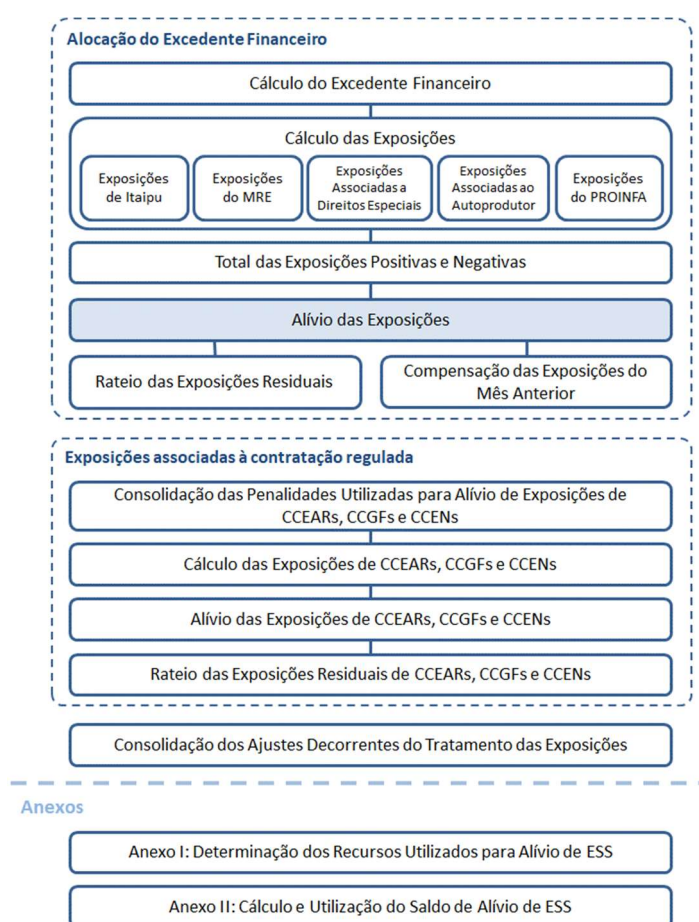 Alocação do Excedente Financeiro
Cálculo do Excedente Financeiro
Cálculo das Exposições
Exposições
de Itaipu
Exposições
do MRE
Exposições
Associadas a
Direitos Especiais
Exposições
Associadas ao
Autoprodutor
Exposições
do PROINFA
Total das Exposições Positivas e Negativas
Alívio das Exposições
Rateio das Exposições Residuais
Compensação das Exposições do
Mês Anterior
Exposições associadas à contratação regulada
Consolidação das Penalidades Utilizadas para Alívio de Exposições de
CCEARs, CCGFs e CCENs
Cálculo das Exposições de CCEARs, CCGFs e CCENs
Alívio das Exposições de CCEARs, CCGFs e CCENs
Rateio das Exposições Residuais de CCEARs, CCGFs e CCENs
Consolidação dos Ajustes Decorrentes do Tratamento das Exposições
Anexos
Anexo I: Determinação dos Recursos Utilizados para Alívio de ESS
Anexo II: Cálculo e Utilização do Saldo de Alívio de ESS